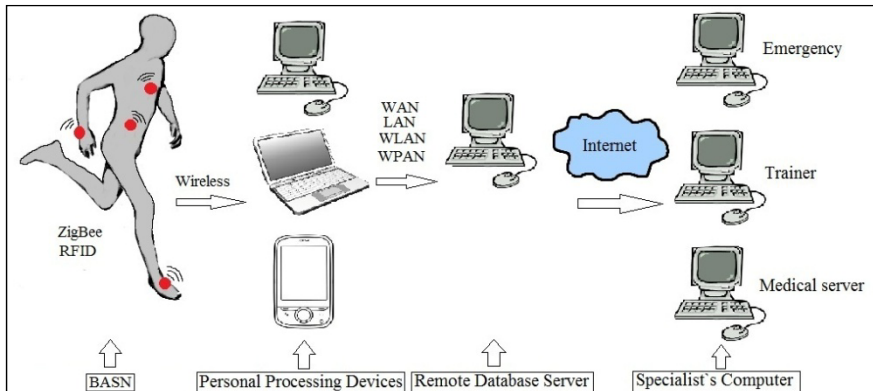 ZigBee
RFID
Wireless
WAN
LAN
WLAN
WPAN
Internet
Emergency
Trainer
Medical server
BASN
Personal Processing Devices
Remote Database Server
Specialist`s Computer